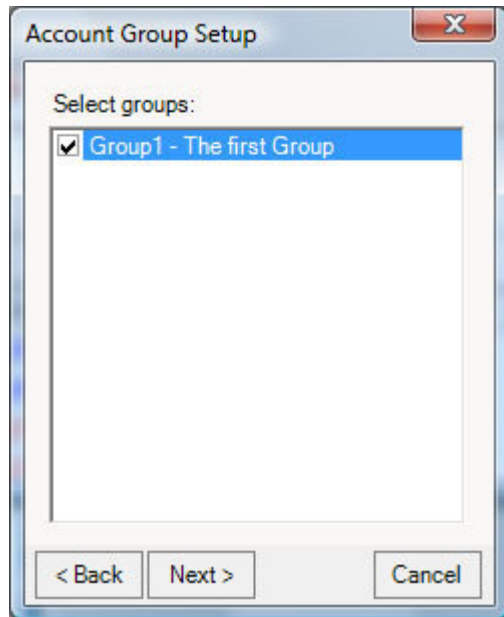 Account Group Setup
Select groups:
Group1 - The first Group
< Back
Next >
Cancel